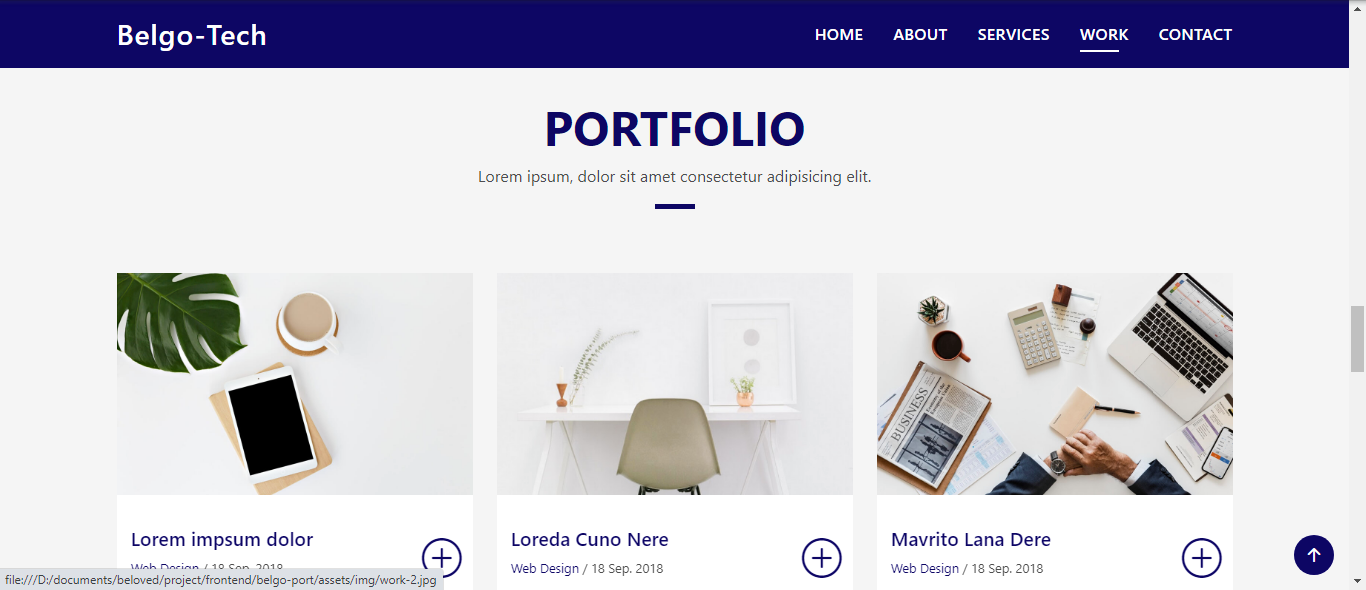 Belgo-Tech
HOME ABOUT SERVICES WORK CONTACT
PORTFOLIO
Lorem ipsum, dolor sit amet consectetur adipisicing elit.
BUSINESS
Lorem impsum dolor
Web Design / 18 Sep. 2018
Loreda Cuno Nere
Web Design / 18 Sep. 2018
Mavrito Lana Dere
Web Design / 18 Sep. 2018
file:///D:/documents/beloved/project/frontend/belgo-port/assets/img/work-2.jpg